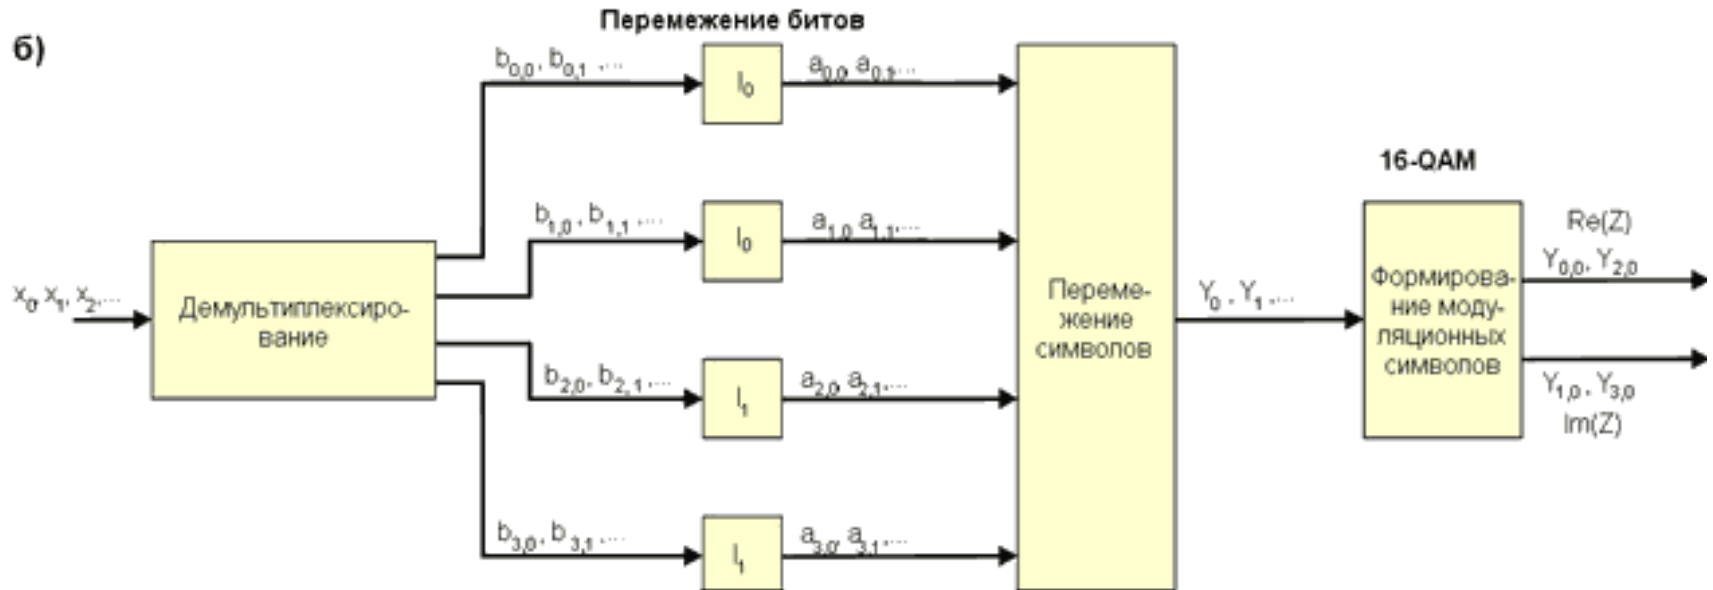 Перемежение битов
б)
b0,0, b0,1 ,...
I0
a0,0, a0,1,...
16-QAM
b1,0, b1,1 ,...
I0
a1,0 a1,1,...
Re(Z)
Y0,0, Y2,0
x0, x1, x2,...
Демультиплексиро-
вание
Переме-
жение
символов
Y0 , Y1 ,...
Формирова-
ние моду-
ляционных
символов
b2,0, b2,1 ,...
I1
a2,0, a2,1,...
Y1,0 , Y3,0
Im(Z)
b3,0, b3,1 ,...
I1
a3,0, a3,1,...